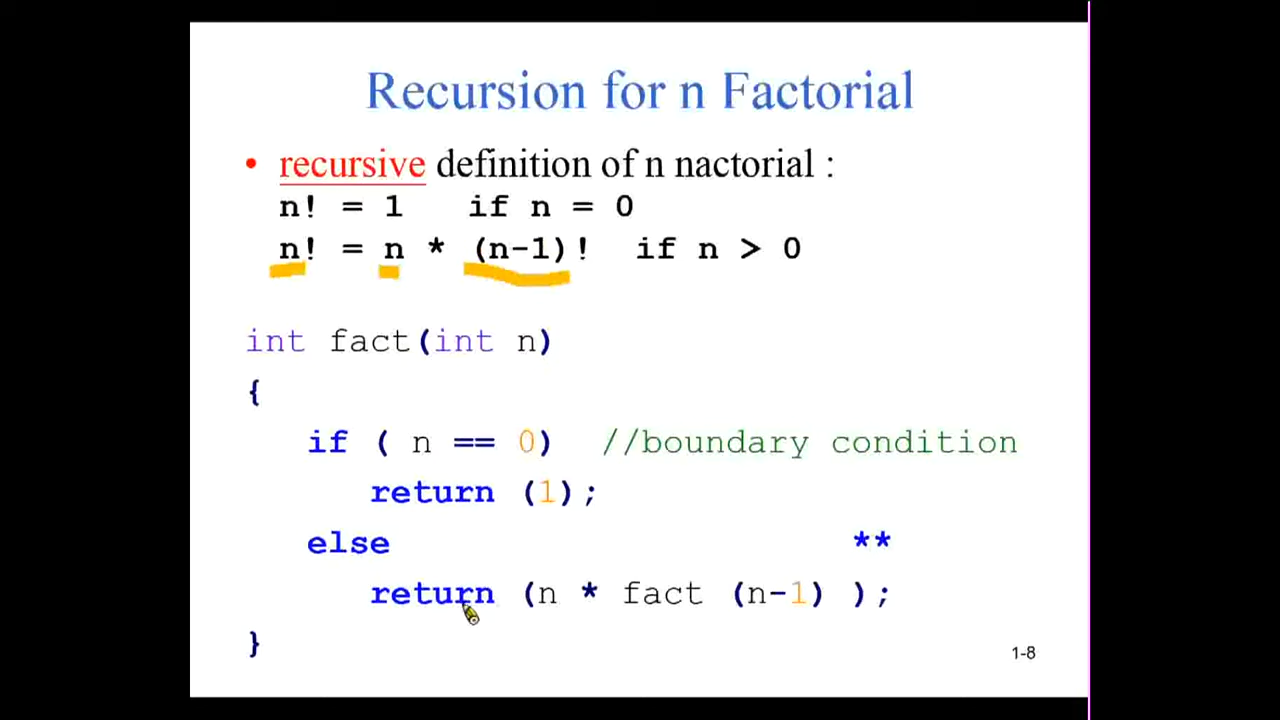 Recursion for n Factorial
• recursive definition of n nactorial :
n! = 1 if n = 0
n! = n * (n-1)! if n > 0
int fact(int n)
{
if ( n == 0) //boundary condition
return (1);
else **
return (n * fact (n-1) );
}
1-8